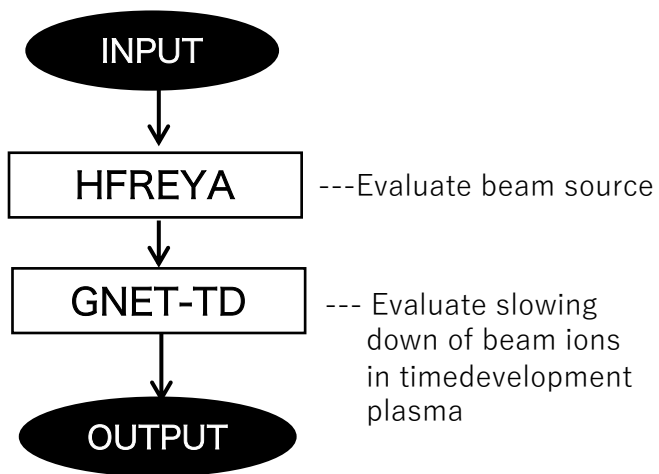 INPUT
HFREYA
---Evaluate beam source
GNET-TD
--- Evaluate slowing
down of beam ions
in timedevelopment
plasma
OUTPUT